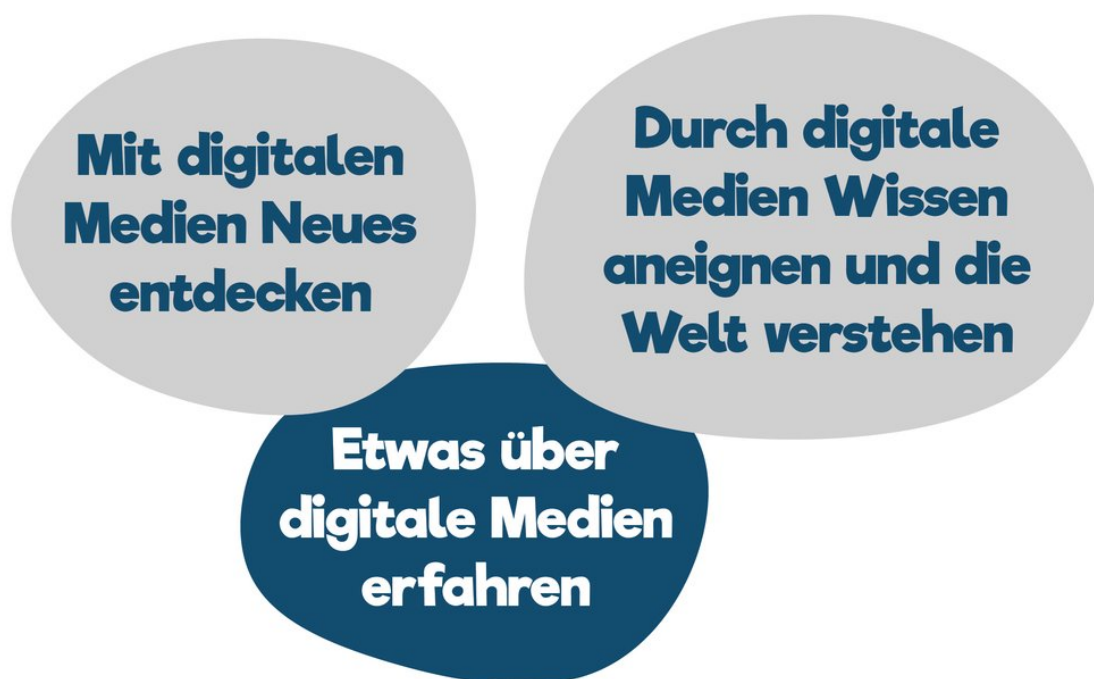 Mit digitalen
Medien Neues
entdecken
Durch digitale
Medien Wissen
aneignen und die
Welt verstehen
Etwas über
digitale Medien
erfahren